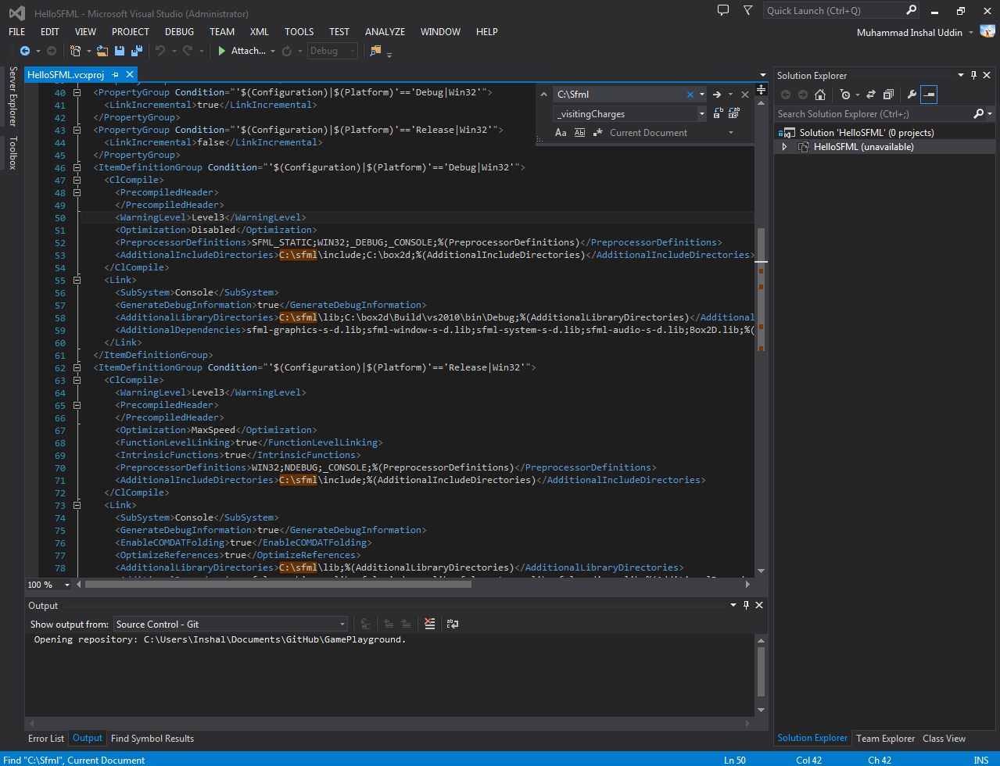 HelloSFML - Microsoft Visual Studio (Administrator)
Quick Launch (Ctrl+Q)
FILE EDIT VIEW PROJECT DEBUG TEAM XML TOOLS TEST ANALYZE WINDOW HELP
Muhammad Inshal Uddin
Attach... Debug
Server Explorer
Toolbox
HelloSFML.vcxproj
C:\Sfml
_visitingCharges
Aa Ab Current Document
40 <PropertyGroup Condition="'$(Configuration)|$(Platform)'=='Debug|Win32'">
41 <LinkIncremental>true</LinkIncremental>
42 </PropertyGroup>
43 <PropertyGroup Condition="'$(Configuration)|$(Platform)'=='Release|Win32'">
44 <LinkIncremental>false</LinkIncremental>
45 </PropertyGroup>
46 <ItemDefinitionGroup Condition="'$(Configuration)|$(Platform)'=='Debug|Win32'">
47 <ClCompile>
48 <PrecompiledHeader>
49 </PrecompiledHeader>
50 <WarningLevel>Level3</WarningLevel>
51 <Optimization>Disabled</Optimization>
52 <PreprocessorDefinitions>SFML_STATIC;WIN32;_DEBUG;_CONSOLE;%(PreprocessorDefinitions)</PreprocessorDefinitions>
53 <AdditionalIncludeDirectories>C:\sfml\include;C:\box2d;%(AdditionalIncludeDirectories)</AdditionalIncludeDirectories>
54 </ClCompile>
55 <Link>
56 <SubSystem>Console</SubSystem>
57 <GenerateDebugInformation>true</GenerateDebugInformation>
58 <AdditionalLibraryDirectories>C:\sfml\lib;C:\box2d\Build\vs2010\bin\Debug;%(AdditionalLibraryDirectories)</Additional
59 <AdditionalDependencies>sfml-graphics-s-d.lib;sfml-window-s-d.lib;sfml-system-s-d.lib;sfml-audio-s-d.lib;Box2D.lib;%(
60 </Link>
61 </ItemDefinitionGroup>
62 <ItemDefinitionGroup Condition="'$(Configuration)|$(Platform)'=='Release|Win32'">
63 <ClCompile>
64 <WarningLevel>Level3</WarningLevel>
65 <PrecompiledHeader>
66 </PrecompiledHeader>
67 <Optimization>MaxSpeed</Optimization>
68 <FunctionLevelLinking>true</FunctionLevelLinking>
69 <IntrinsicFunctions>true</IntrinsicFunctions>
70 <PreprocessorDefinitions>WIN32;NDEBUG;_CONSOLE;%(PreprocessorDefinitions)</PreprocessorDefinitions>
71 <AdditionalIncludeDirectories>C:\sfml\include;%(AdditionalIncludeDirectories)</AdditionalIncludeDirectories>
72 </ClCompile>
73 <Link>
74 <SubSystem>Console</SubSystem>
75 <GenerateDebugInformation>true</GenerateDebugInformation>
76 <EnableCOMDATFolding>true</EnableCOMDATFolding>
77 <OptimizeReferences>true</OptimizeReferences>
78 <AdditionalLibraryDirectories>C:\sfml\lib;%(AdditionalLibraryDirectories)</AdditionalLibraryDirectories>
100 %
Solution Explorer
Search Solution Explorer (Ctrl+;)
Solution 'HelloSFML' (0 projects)
HelloSFML (unavailable)
Output
Show output from: Source Control - Git
Opening repository: C:\Users\Inshal\Documents\GitHub\GamePlayground.
Error List Output Find Symbol Results
Solution Explorer Team Explorer Class View
Find "C:\Sfml", Current Document Ln 50 Col 42 Ch 42 INS